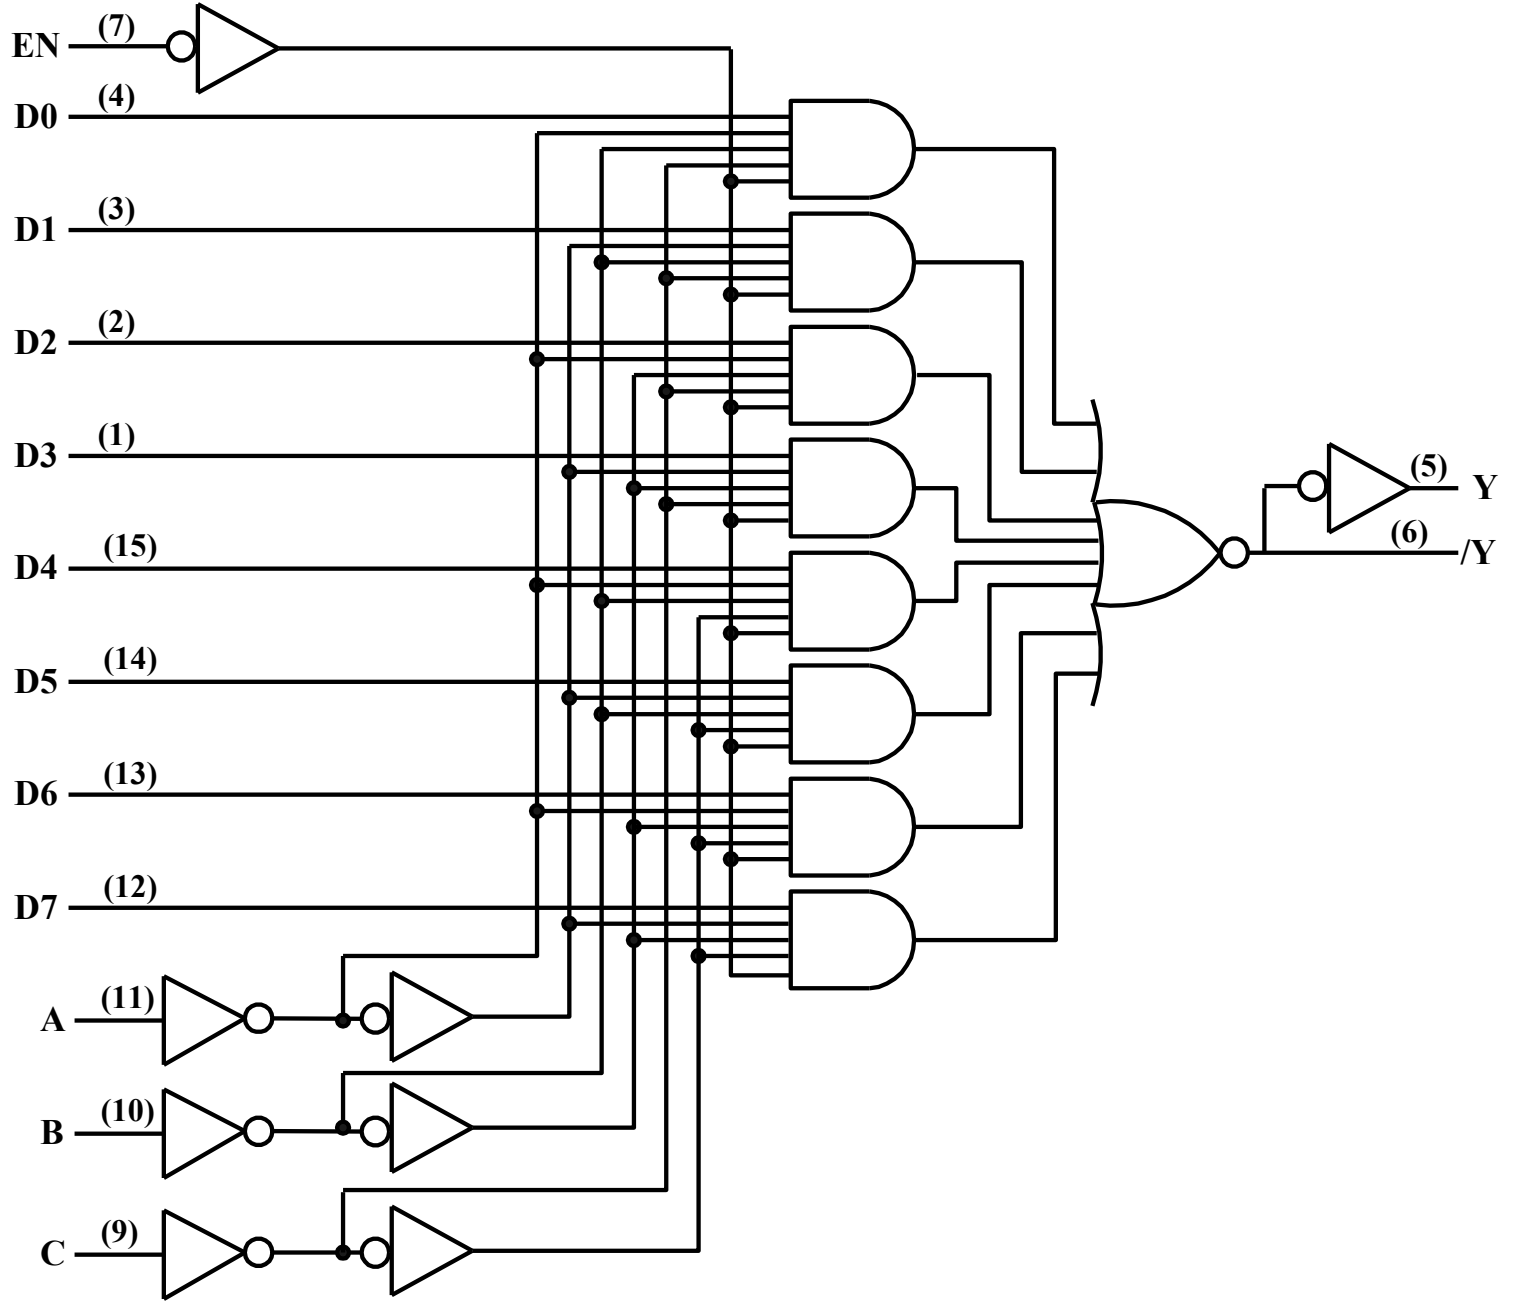 EN (7)
D0 (4)
D1 (3)
D2 (2)
D3 (1)
D4 (15)
D5 (14)
D6 (13)
D7 (12)
A (11)
B (10)
C (9)
(5) Y
(6) /Y